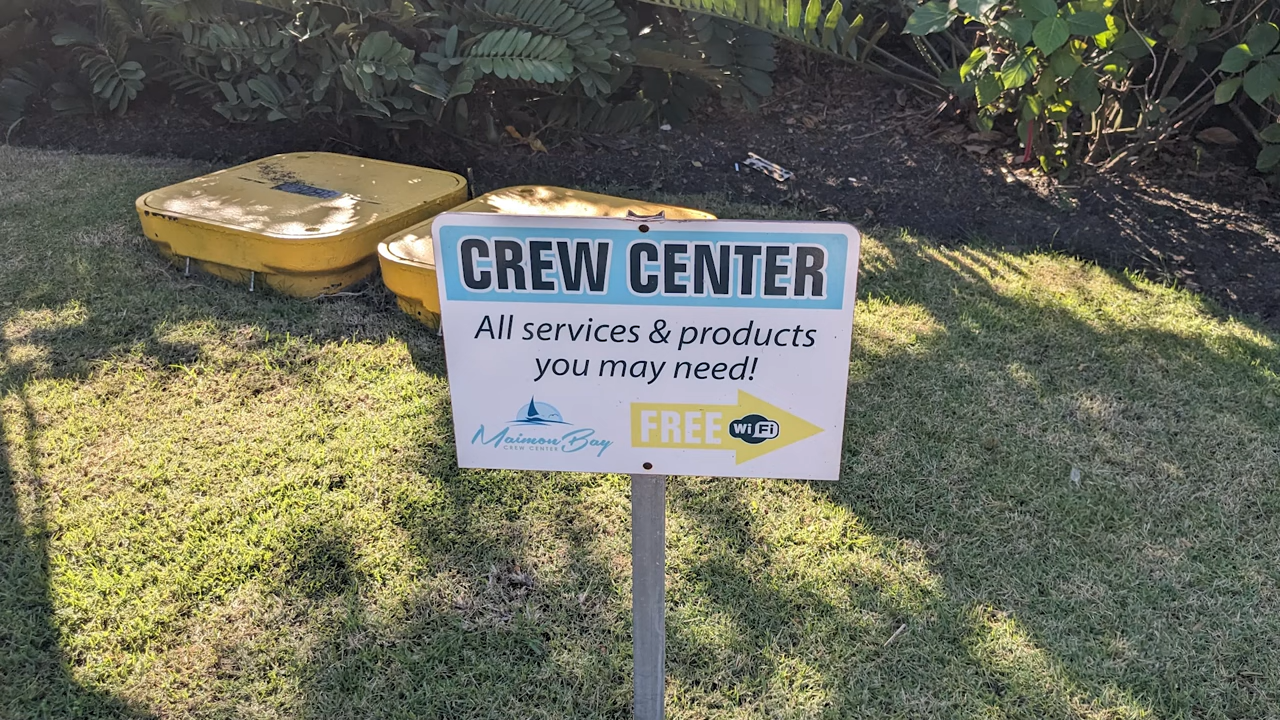 CREW CENTER
All services & products
you may need!
Maimon Bay
CREW CENTER
FREE WiFi